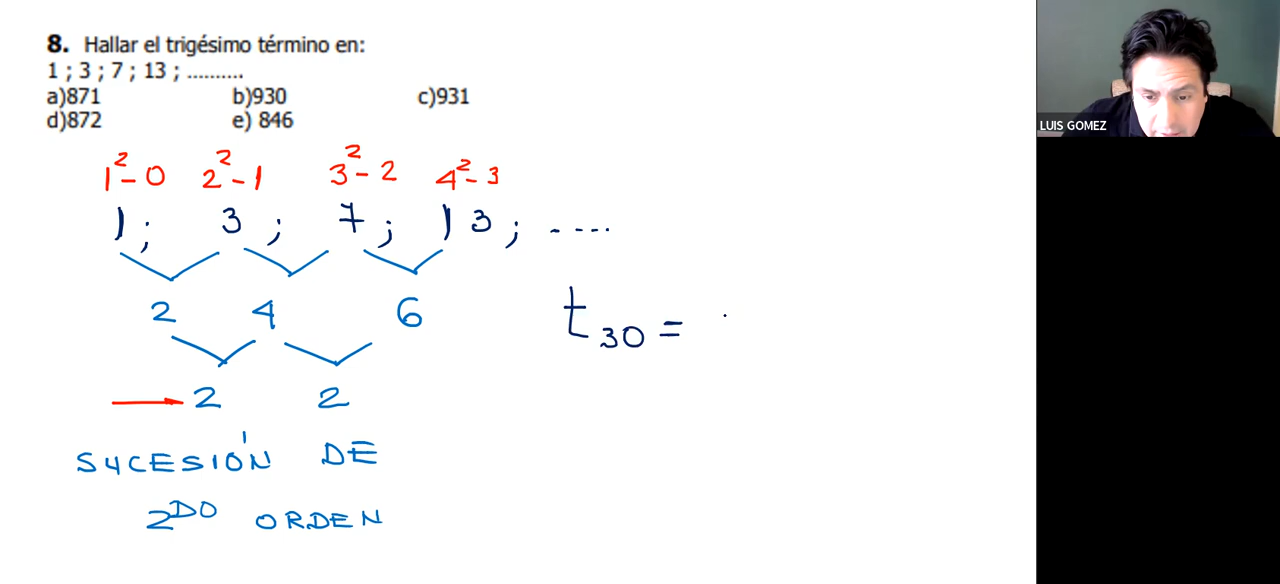 8. Hallar el trigésimo término en:
1 ; 3 ; 7 ; 13 ; ..........
a)871 b)930 c)931
d)872 e) 846
LUIS GOMEZ
1²-0 2²-1 3²-2 4²-3
1; 3; 7; 13; ....
2 4 6
t₃₀ =
2 2
SUCESIÓN DE
2DO ORDEN